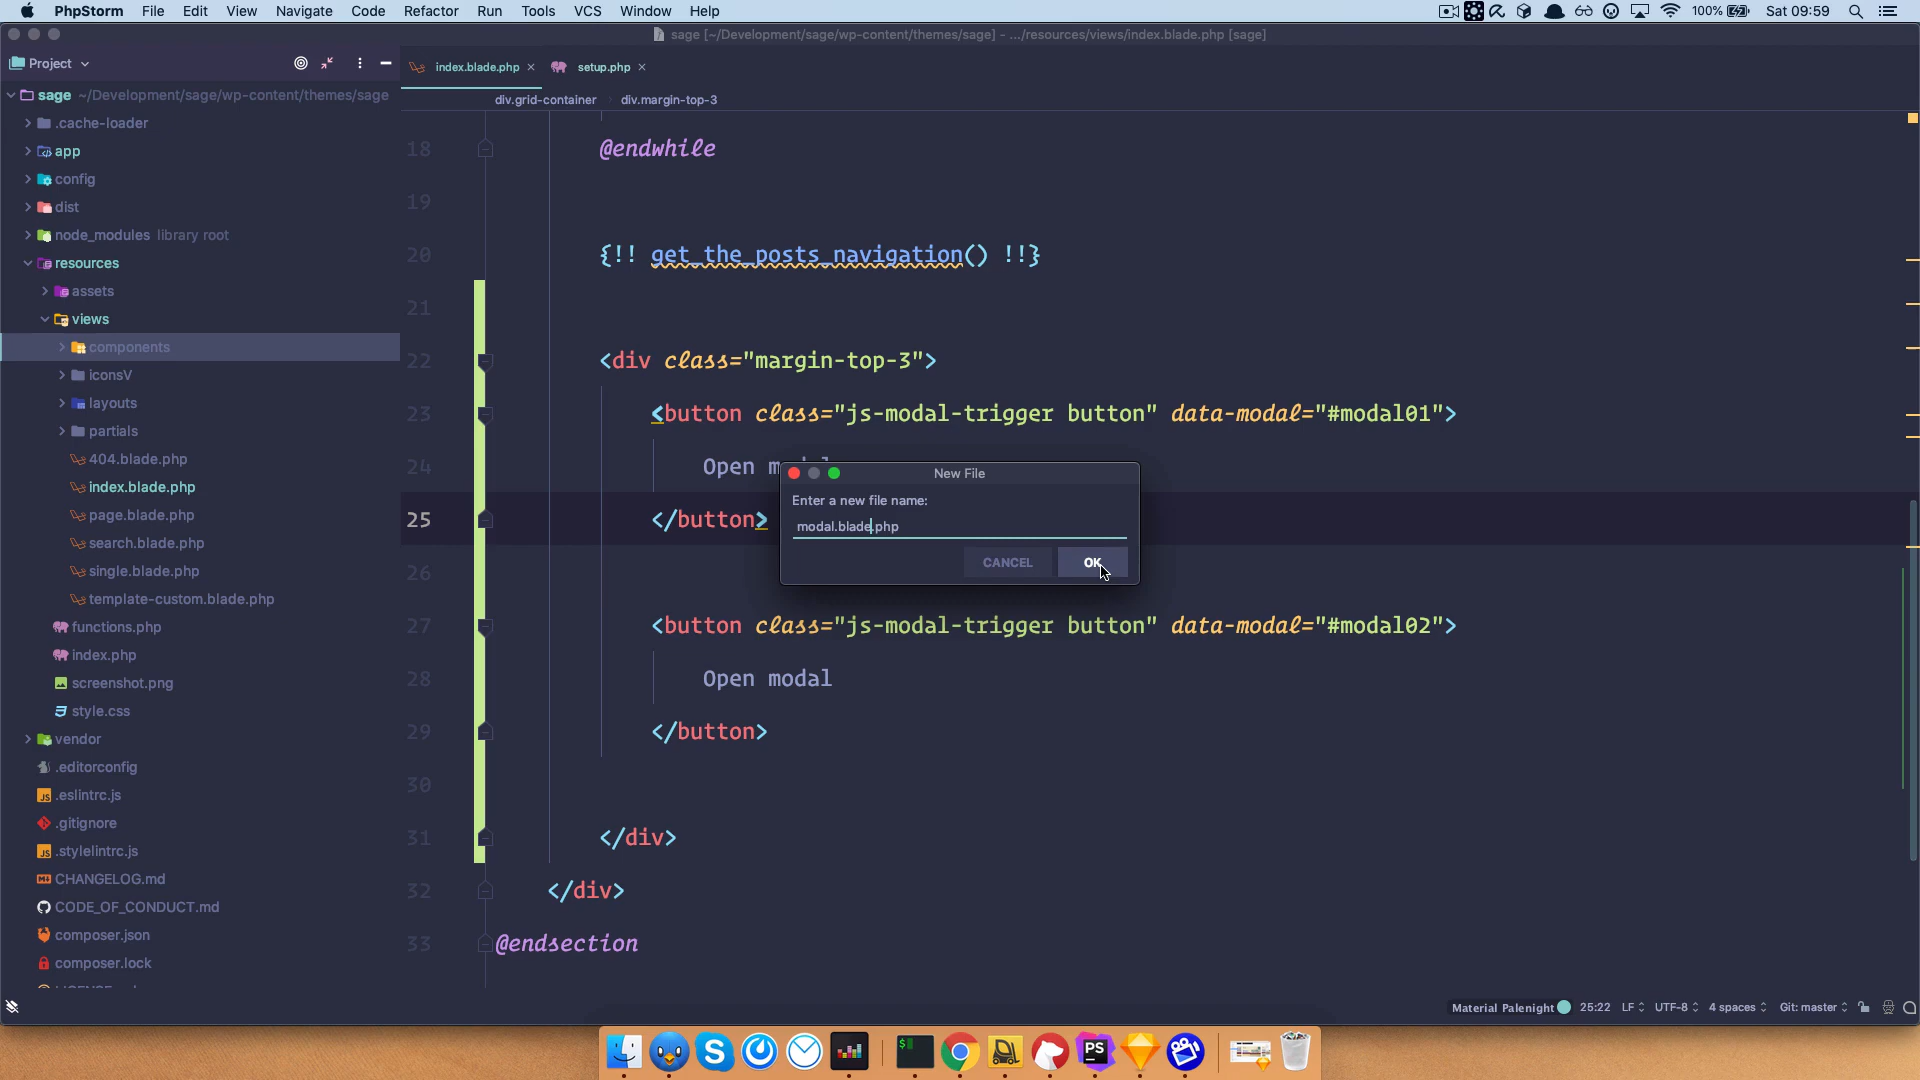 PhpStorm File Edit View Navigate Code Refactor Run Tools VCS Window Help 100% Sat 09:59
sage [~/Development/sage/wp-content/themes/sage] - .../resources/views/index.blade.php [sage]
Project
index.blade.php
setup.php
sage ~/Development/sage/wp-content/themes/sage
div.grid-container div.margin-top-3
.cache-loader
app
config
dist
node_modules library root
resources
assets
views
components
iconsV
layouts
partials
404.blade.php
index.blade.php
page.blade.php
search.blade.php
single.blade.php
template-custom.blade.php
functions.php
index.php
screenshot.png
style.css
vendor
.editorconfig
.eslintrc.js
.gitignore
.stylelintrc.js
CHANGELOG.md
CODE_OF_CONDUCT.md
composer.json
composer.lock
18 @endwhile
19
20 {!! get_the_posts_navigation() !!}
21
22 <div class="margin-top-3">
23 <button class="js-modal-trigger button" data-modal="#modal01">
24 Open
25 </button>
26
27 <button class="js-modal-trigger button" data-modal="#modal02">
28 Open modal
29 </button>
30
31 </div>
32 </div>
33 @endsection
New File
Enter a new file name:
modal.blade.php
CANCEL OK
Material Palenight 25:22 LF UTF-8 4 spaces Git: master
$
PS